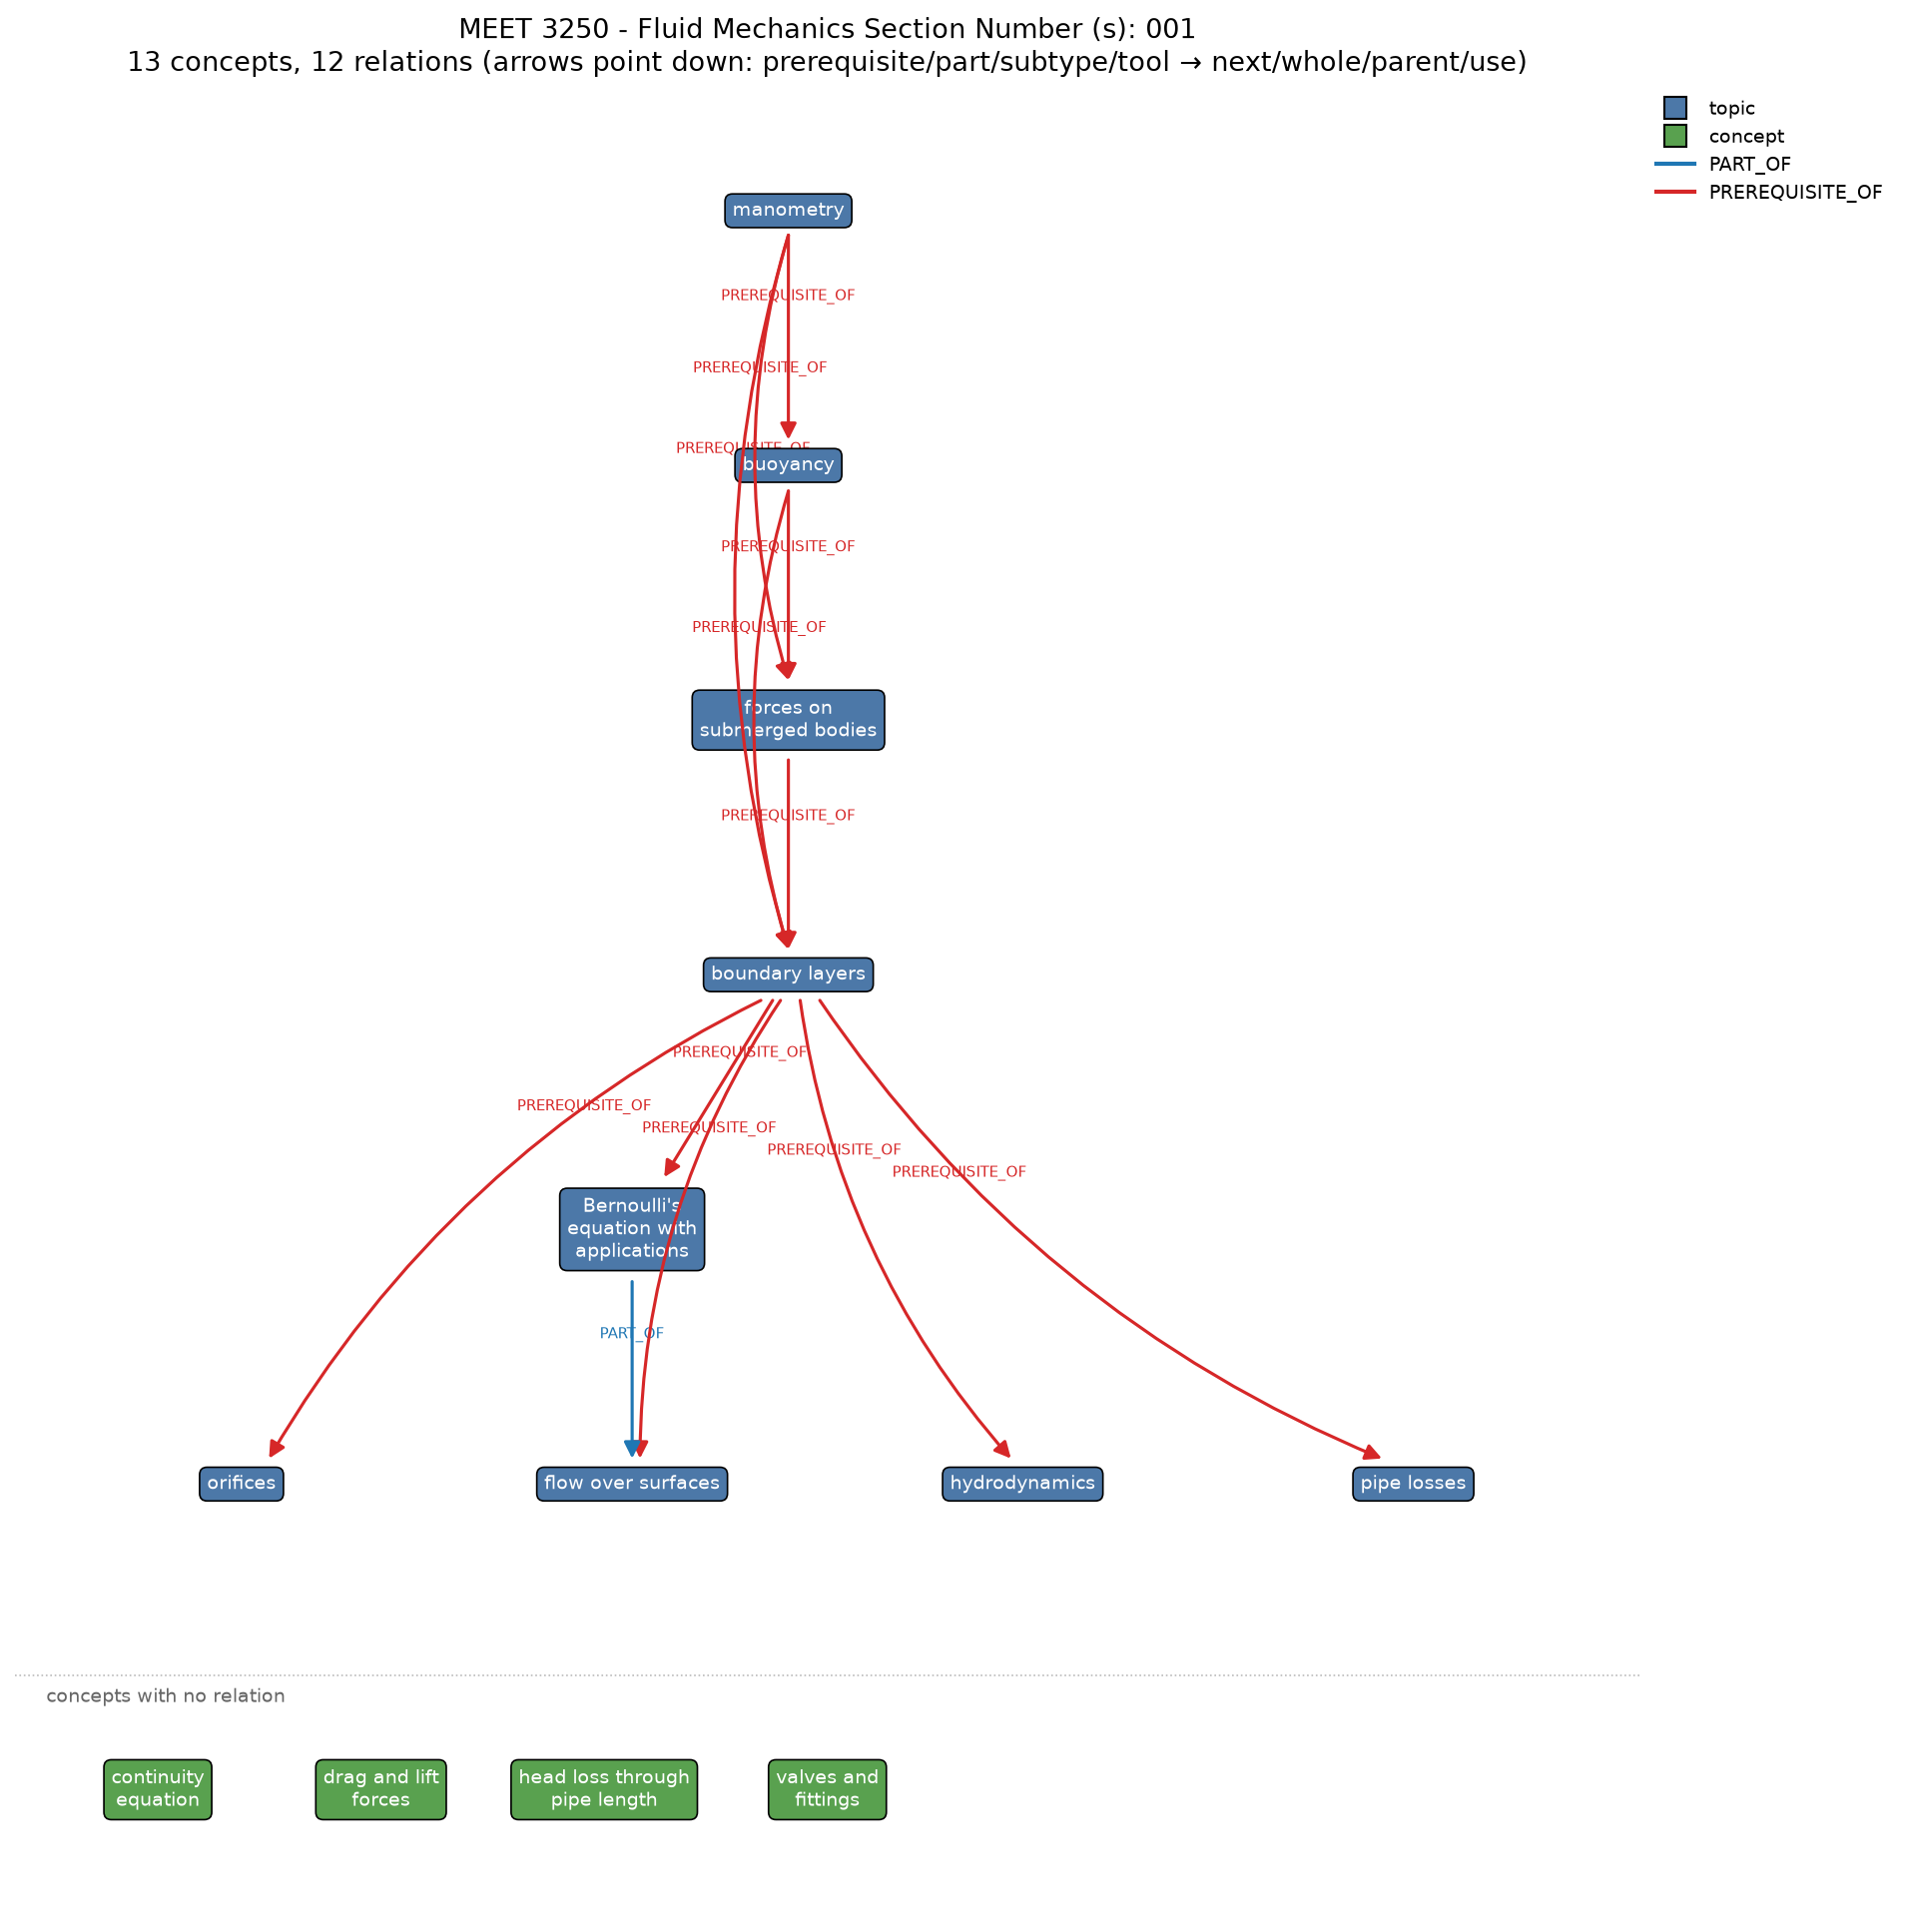 MEET 3250 - Fluid Mechanics Section Number (s): 001
13 concepts, 12 relations (arrows point down: prerequisite/part/subtype/tool → next/whole/parent/use)
topic
concept
PART_OF
PREREQUISITE_OF
manometry
PREREQUISITE_OF
PREREQUISITE_OF
PREREQUISITE_OF
buoyancy
PREREQUISITE_OF
PREREQUISITE_OF
forces on
submerged bodies
PREREQUISITE_OF
boundary layers
PREREQUISITE_OF
PREREQUISITE_OF
PREREQUISITE_OF
PREREQUISITE_OF
PREREQUISITE_OF
Bernoulli's
equation with
applications
PART_OF
orifices
flow over surfaces
hydrodynamics
pipe losses
concepts with no relation
continuity
equation
drag and lift
forces
head loss through
pipe length
valves and
fittings